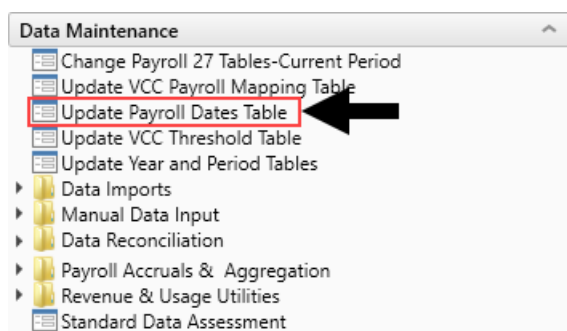 Data Maintenance
Change Payroll 27 Tables-Current Period
Update VCC Payroll Mapping Table
Update Payroll Dates Table
Update VCC Threshold Table
Update Year and Period Tables
Data Imports
Manual Data Input
Data Reconciliation
Payroll Accruals & Aggregation
Revenue & Usage Utilities
Standard Data Assessment